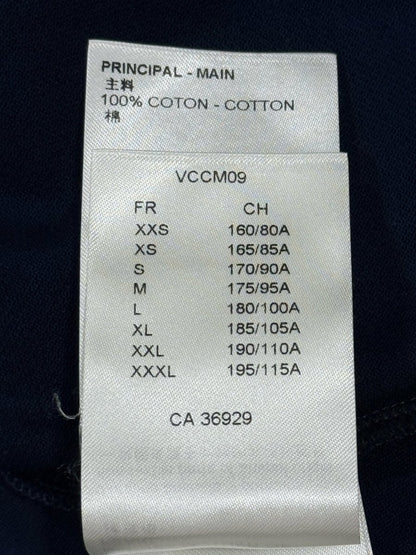 PRINCIPAL - MAIN
主料
100% COTON - COTTON
棉
VCCM09
FR CH
XXS 160/80A
XS 165/85A
S 170/90A
M 175/95A
L 180/100A
XL 185/105A
XXL 190/110A
XXXL 195/115A
CA 36929